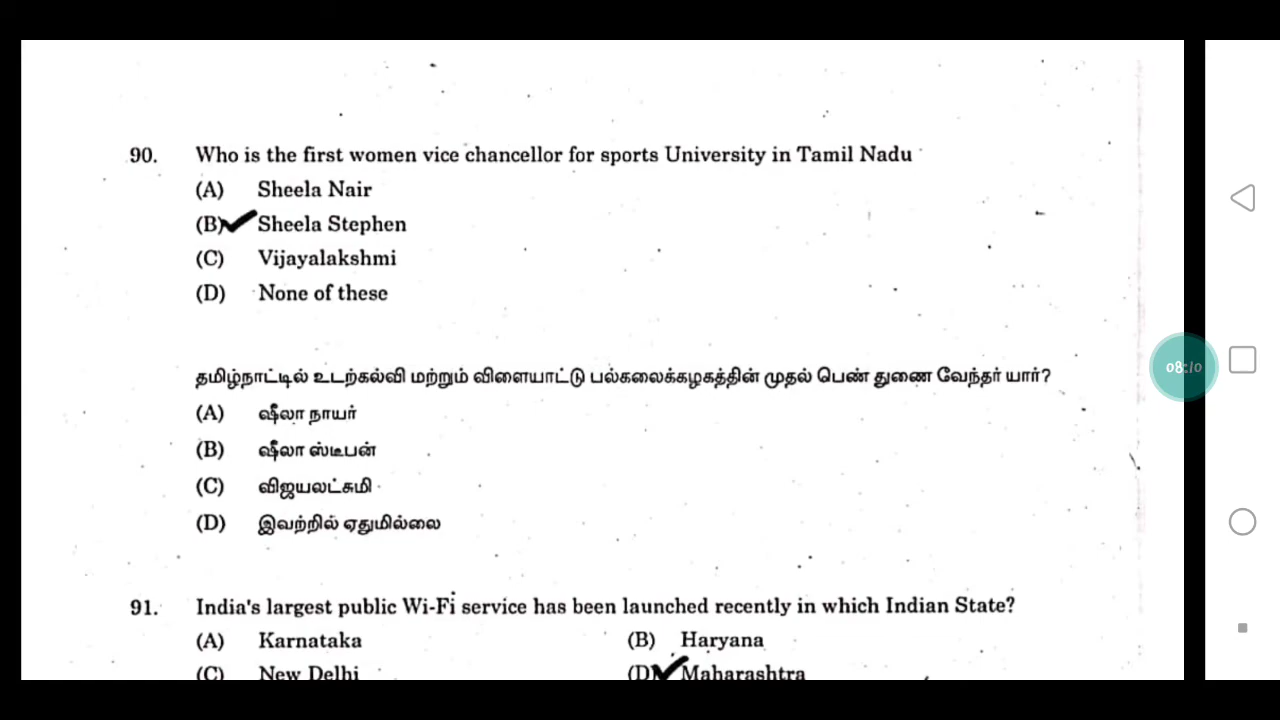 90. Who is the first women vice chancellor for sports University in Tamil Nadu
(A) Sheela Nair
(B) Sheela Stephen
(C) Vijayalakshmi
(D) None of these
தமிழ்நாட்டில் உடற்கல்வி மற்றும் விளையாட்டு பல்கலைக்கழகத்தின் முதல் பெண் துணை வேந்தர் யார்?
(A) ஷீலா நாயர்
(B) ஷீலா ஸ்டீபன்
(C) விஜயலட்சுமி
(D) இவற்றில் ஏதுமில்லை
08:10
91. India's largest public Wi-Fi service has been launched recently in which Indian State?
(A) Karnataka (B) Haryana
(C) New Delhi (D) Maharashtra